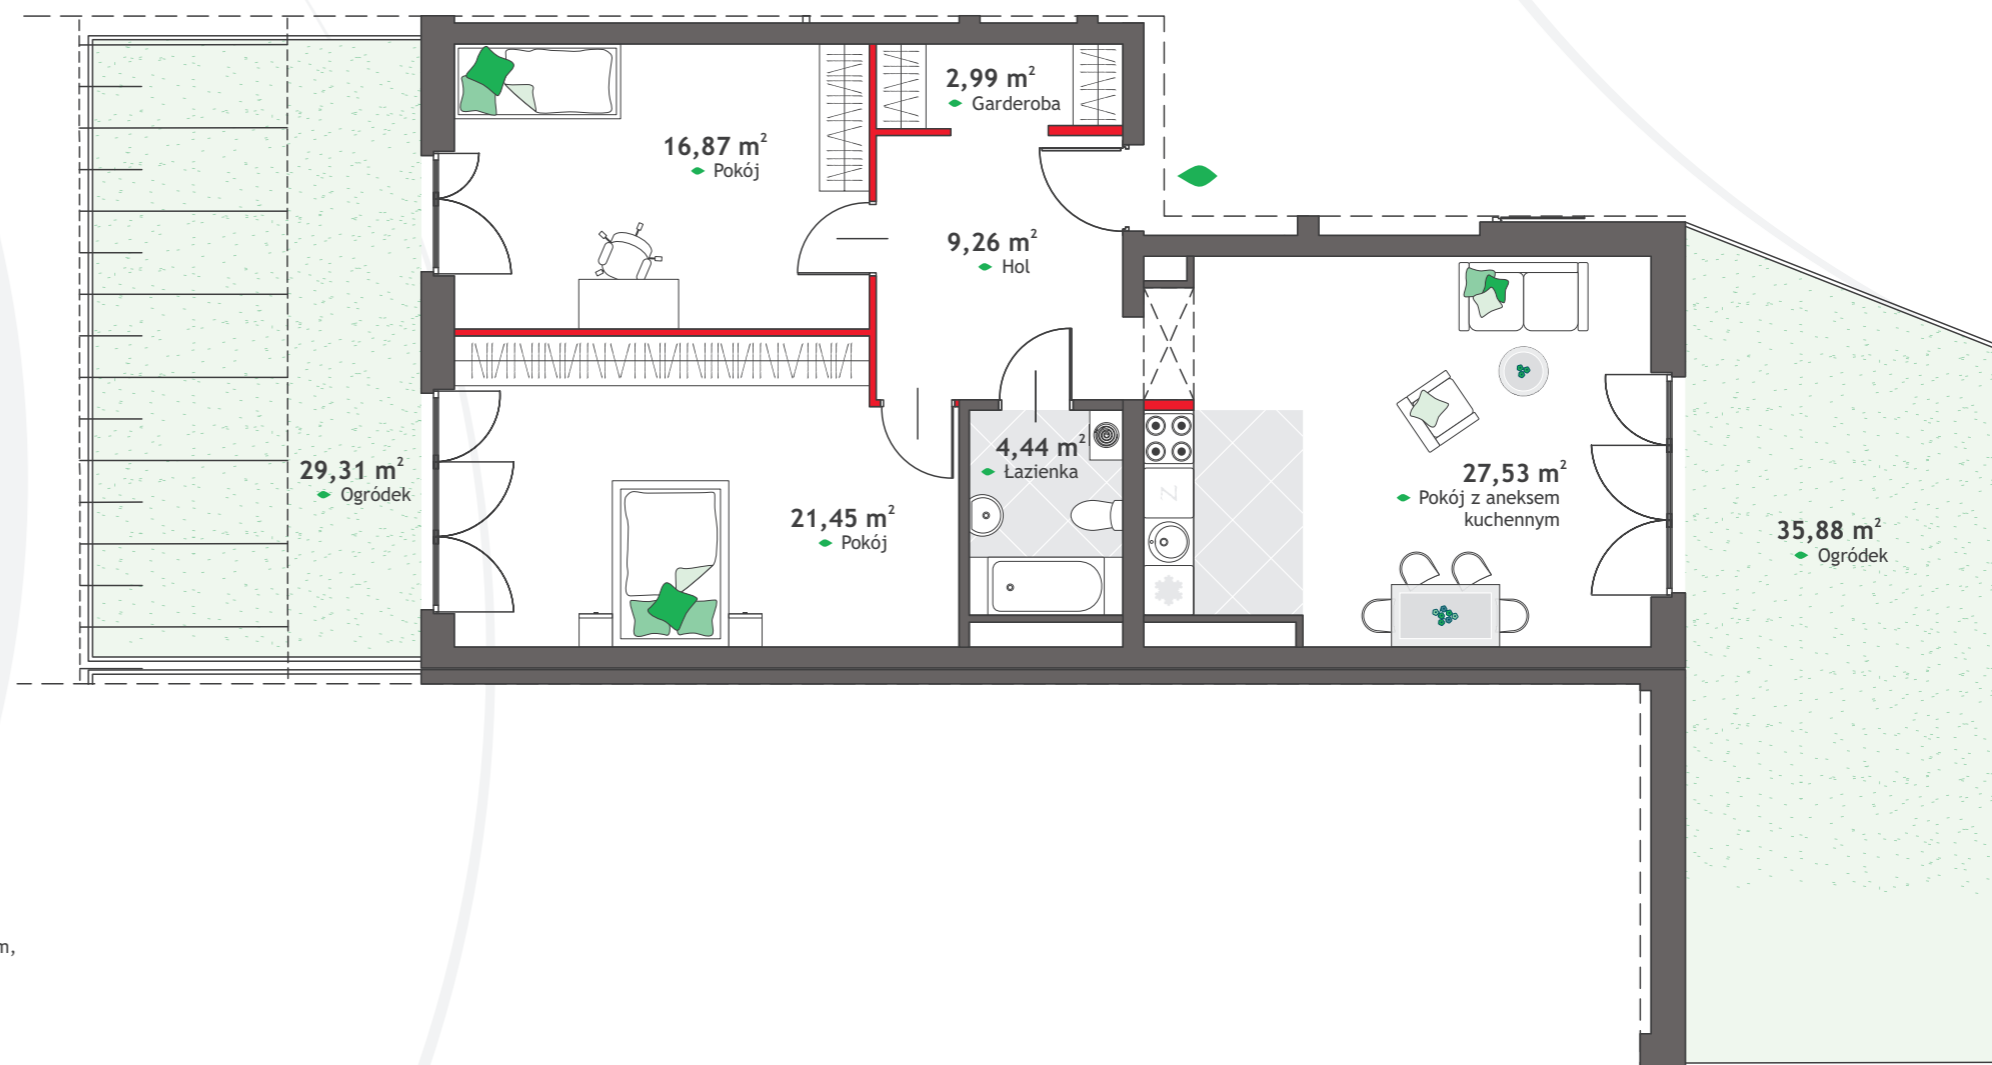 2,99 m²
Garderoba
16,87 m²
Pokój
9,26 m²
Hol
4,44 m²
Łazienka
29,31 m²
Ogródek
27,53 m²
Pokój z aneksem
kuchennym
21,45 m²
Pokój
N
35,88 m²
Ogródek
m,